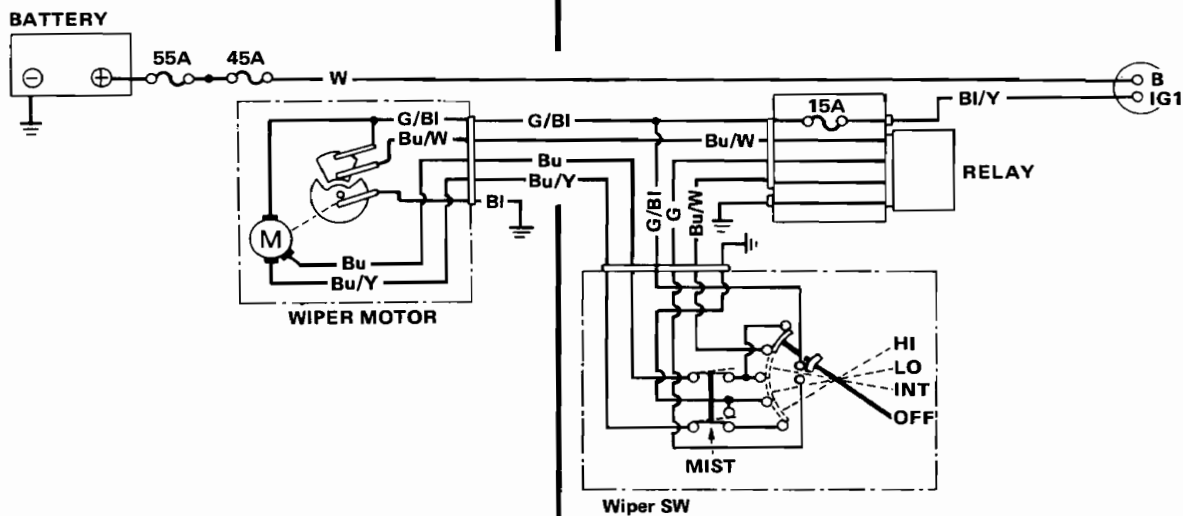 BATTERY
55A
45A
W
B
IG1
15A
Bl/Y
G/Bl
G/Bl
Bu/W
Bu/W
Bu
Bu/Y
Bl
RELAY
G/Bl
G
Bu/W
M
Bu
Bu/Y
WIPER MOTOR
HI
LO
INT
OFF
MIST
Wiper SW